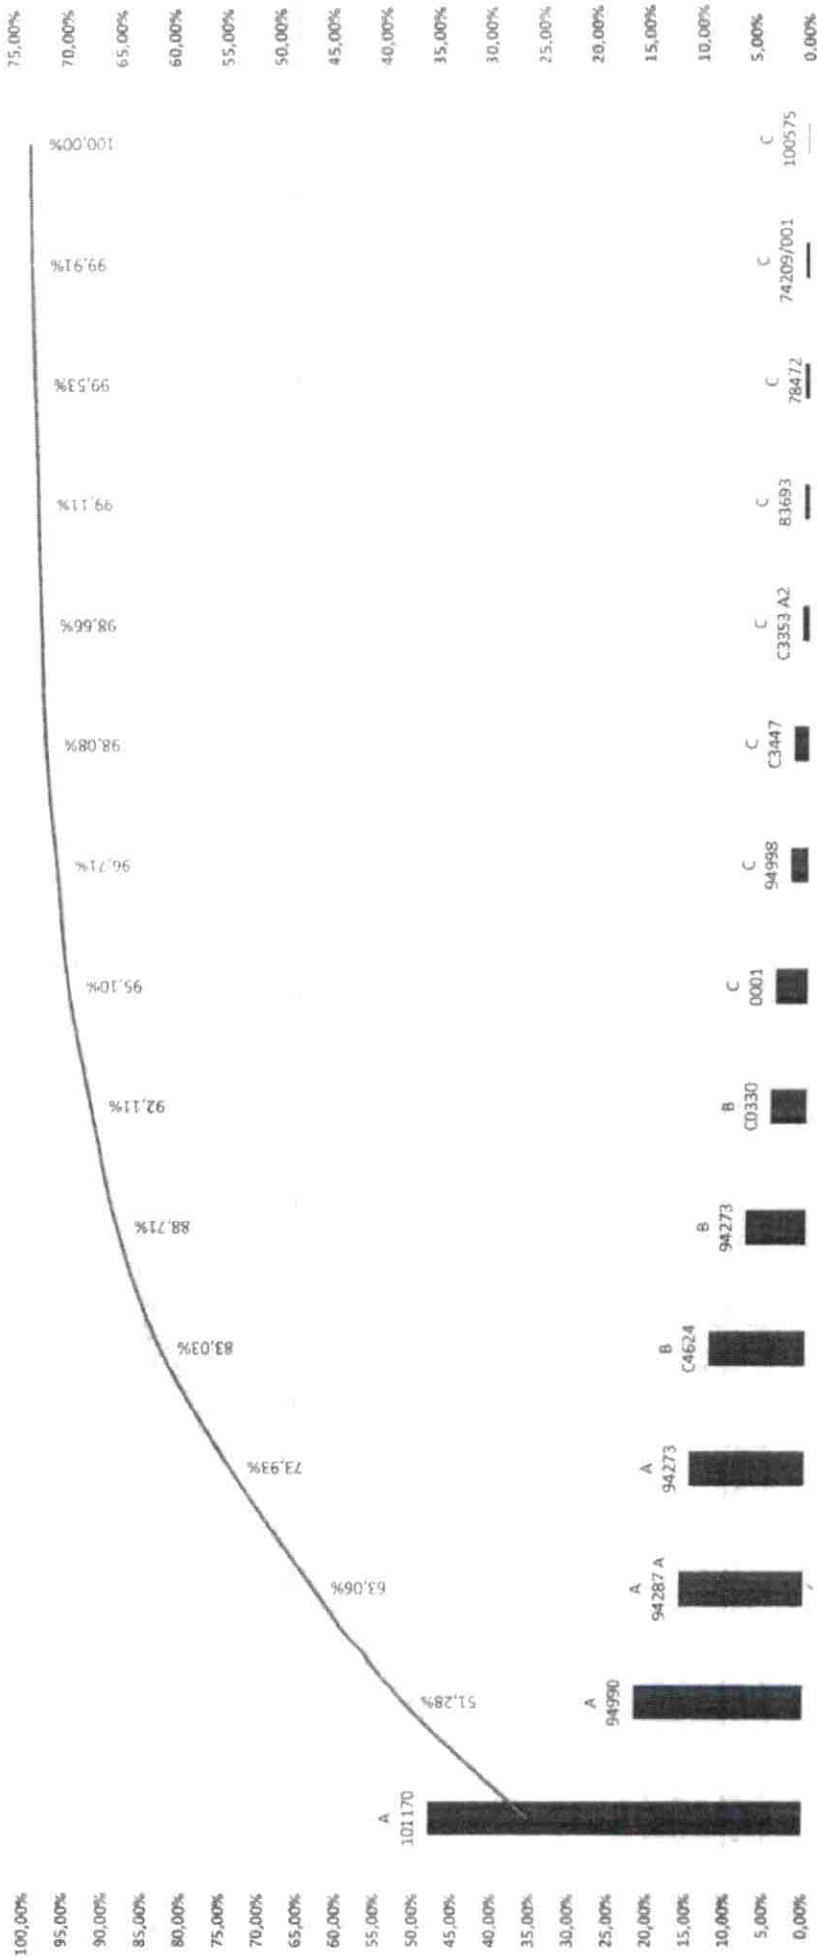 75,00%
70,00%
65,00%
60,00%
55,00%
50,00%
45,00%
40,00%
35,00%
30,00%
25,00%
20,00%
15,00%
10,00%
5,00%
0,00%
100,00%
99,91%
99,53%
99,11%
98,66%
98,08%
96,71%
95,10%
92,11%
88,71%
83,03%
73,93%
63,06%
51,28%
C
100575
C
74209/001
C
78472
C
B3693
C
C3353 A2
C
C3447
C
94998
C
0001
B
C0330
B
94273
B
C4624
A
94273
A
94287 A
A
94990
A
101170
100,00%
95,00%
90,00%
85,00%
80,00%
75,00%
70,00%
65,00%
60,00%
55,00%
50,00%
45,00%
40,00%
35,00%
30,00%
25,00%
20,00%
15,00%
10,00%
5,00%
0,00%